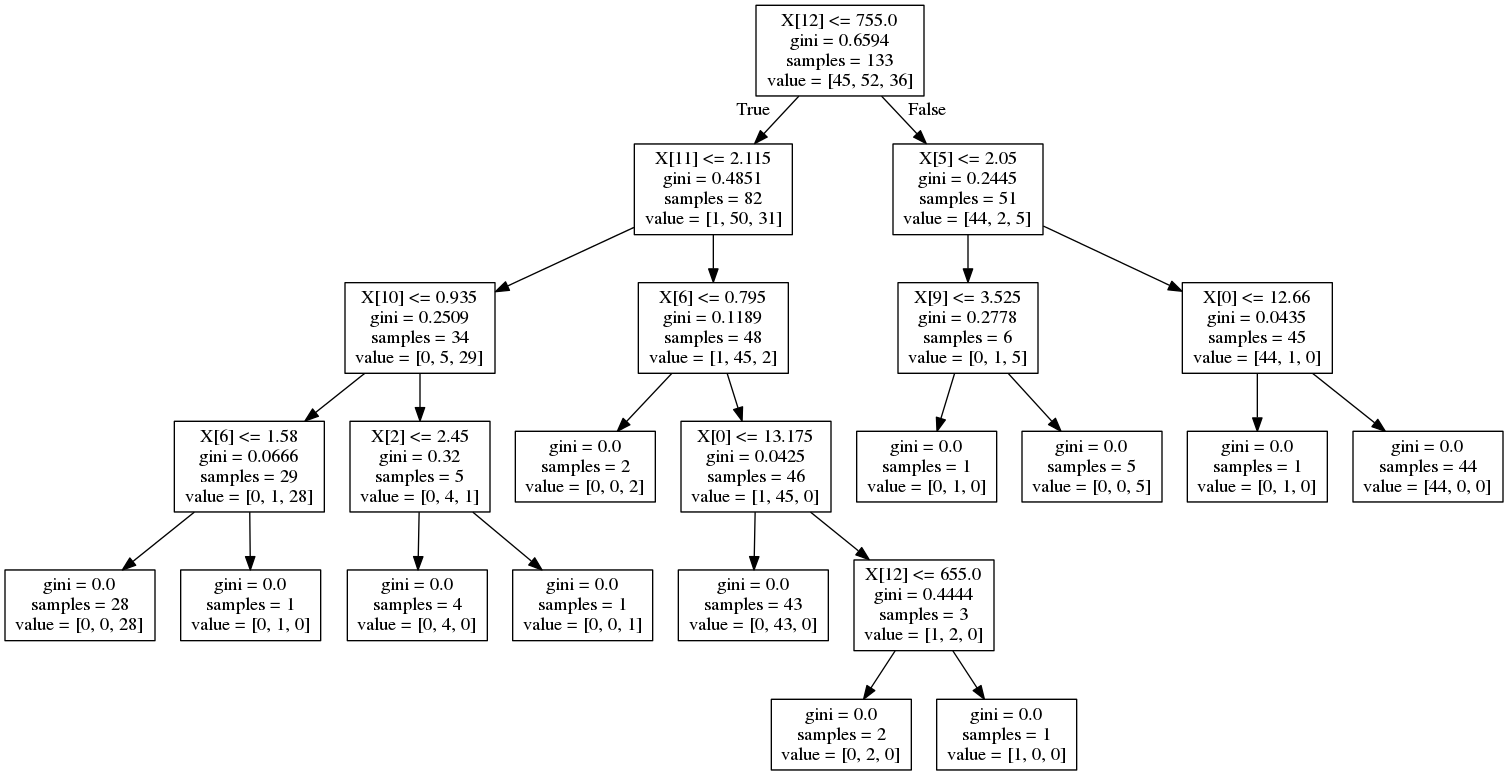 X[12] <= 755.0
gini = 0.6594
samples = 133
value = [45, 52, 36]
True
False
X[11] <= 2.115
gini = 0.4851
samples = 82
value = [1, 50, 31]
X[5] <= 2.05
gini = 0.2445
samples = 51
value = [44, 2, 5]
X[10] <= 0.935
gini = 0.2509
samples = 34
value = [0, 5, 29]
X[6] <= 0.795
gini = 0.1189
samples = 48
value = [1, 45, 2]
X[9] <= 3.525
gini = 0.2778
samples = 6
value = [0, 1, 5]
X[0] <= 12.66
gini = 0.0435
samples = 45
value = [44, 1, 0]
X[6] <= 1.58
gini = 0.0666
samples = 29
value = [0, 1, 28]
X[2] <= 2.45
gini = 0.32
samples = 5
value = [0, 4, 1]
gini = 0.0
samples = 2
value = [0, 0, 2]
X[0] <= 13.175
gini = 0.0425
samples = 46
value = [1, 45, 0]
gini = 0.0
samples = 1
value = [0, 1, 0]
gini = 0.0
samples = 5
value = [0, 0, 5]
gini = 0.0
samples = 1
value = [0, 1, 0]
gini = 0.0
samples = 44
value = [44, 0, 0]
gini = 0.0
samples = 28
value = [0, 0, 28]
gini = 0.0
samples = 1
value = [0, 1, 0]
gini = 0.0
samples = 4
value = [0, 4, 0]
gini = 0.0
samples = 1
value = [0, 0, 1]
gini = 0.0
samples = 43
value = [0, 43, 0]
X[12] <= 655.0
gini = 0.4444
samples = 3
value = [1, 2, 0]
gini = 0.0
samples = 2
value = [0, 2, 0]
gini = 0.0
samples = 1
value = [1, 0, 0]